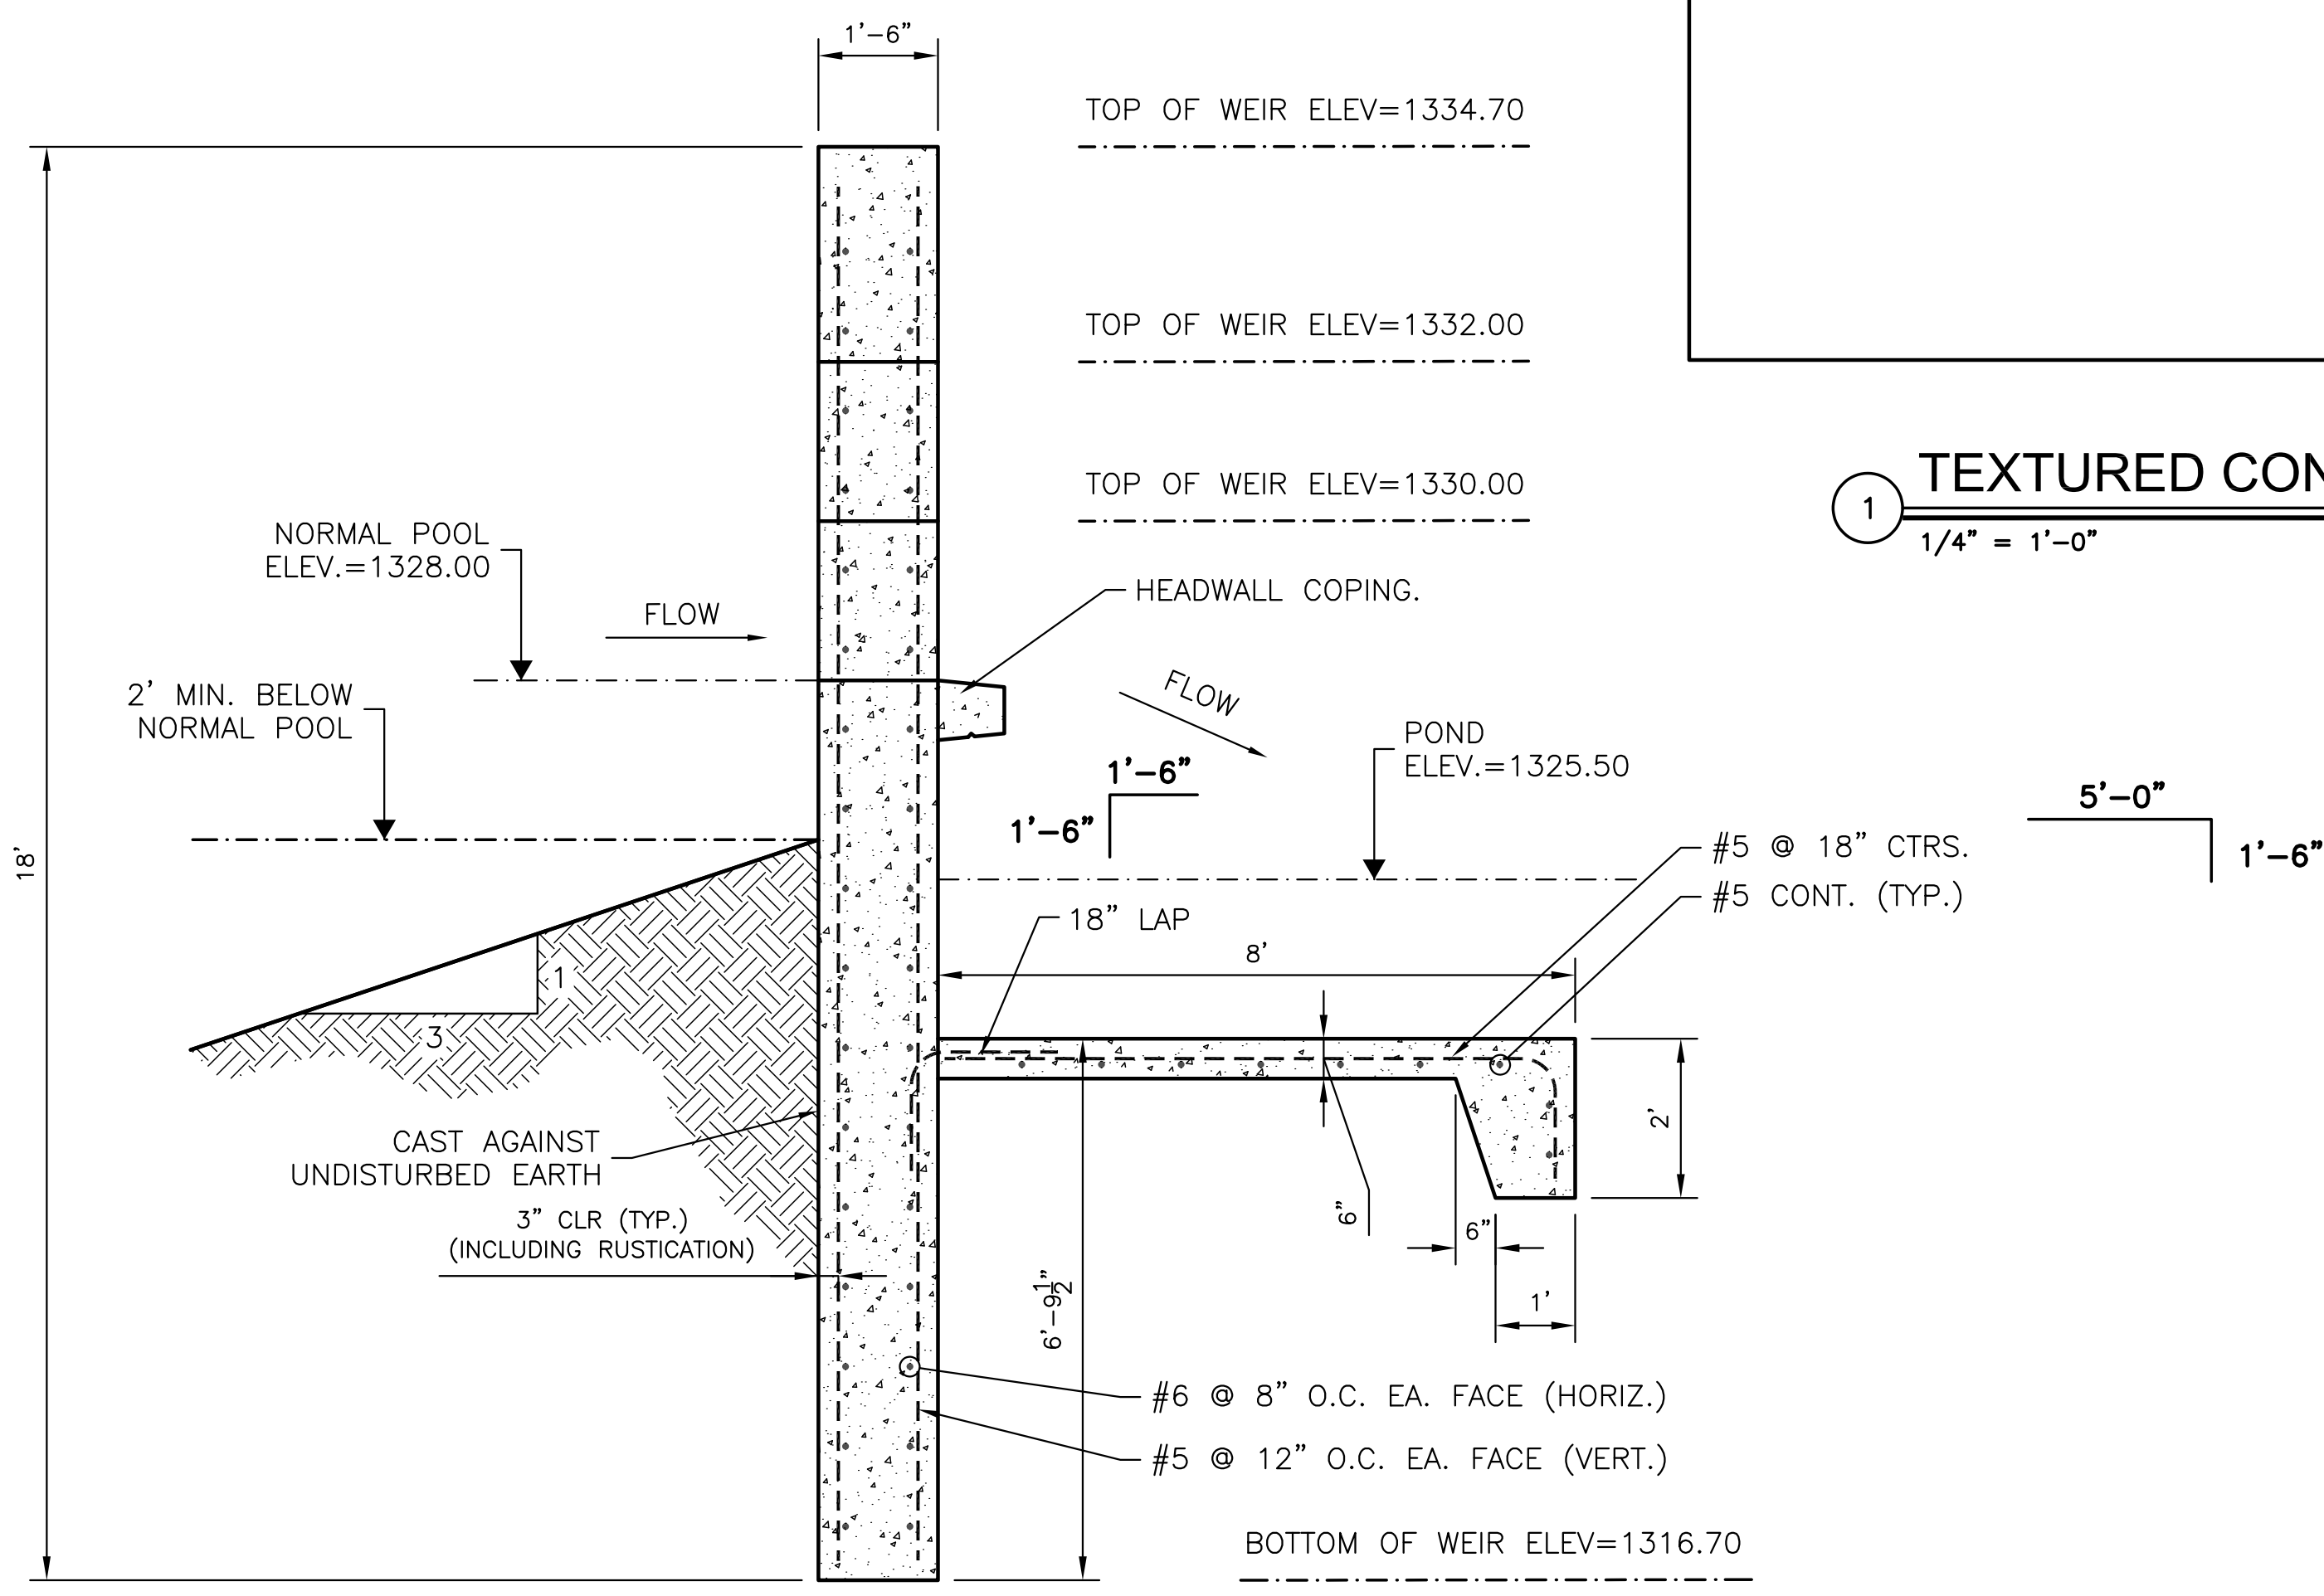 1'-6"
TOP OF WEIR ELEV=1334.70
TOP OF WEIR ELEV=1332.00
TEXTURED CON
1
1/4" = 1'-0"
TOP OF WEIR ELEV=1330.00
NORMAL POOL
ELEV.=1328.00
FLOW
HEADWALL COPING.
2' MIN. BELOW
NORMAL POOL
FLOW
POND
ELEV.=1325.50
1'-6"
1'-6"
5'-0"
1'-6"
18'
#5 @ 18" CTRS.
#5 CONT. (TYP.)
18" LAP
8'
1
3
CAST AGAINST
UNDISTURBED EARTH
3" CLR (TYP.)
(INCLUDING RUSTICATION)
2'
6"
6"
1'
6'-9 1/2"
#6 @ 8" O.C. EA. FACE (HORIZ.)
#5 @ 12" O.C. EA. FACE (VERT.)
BOTTOM OF WEIR ELEV=1316.70